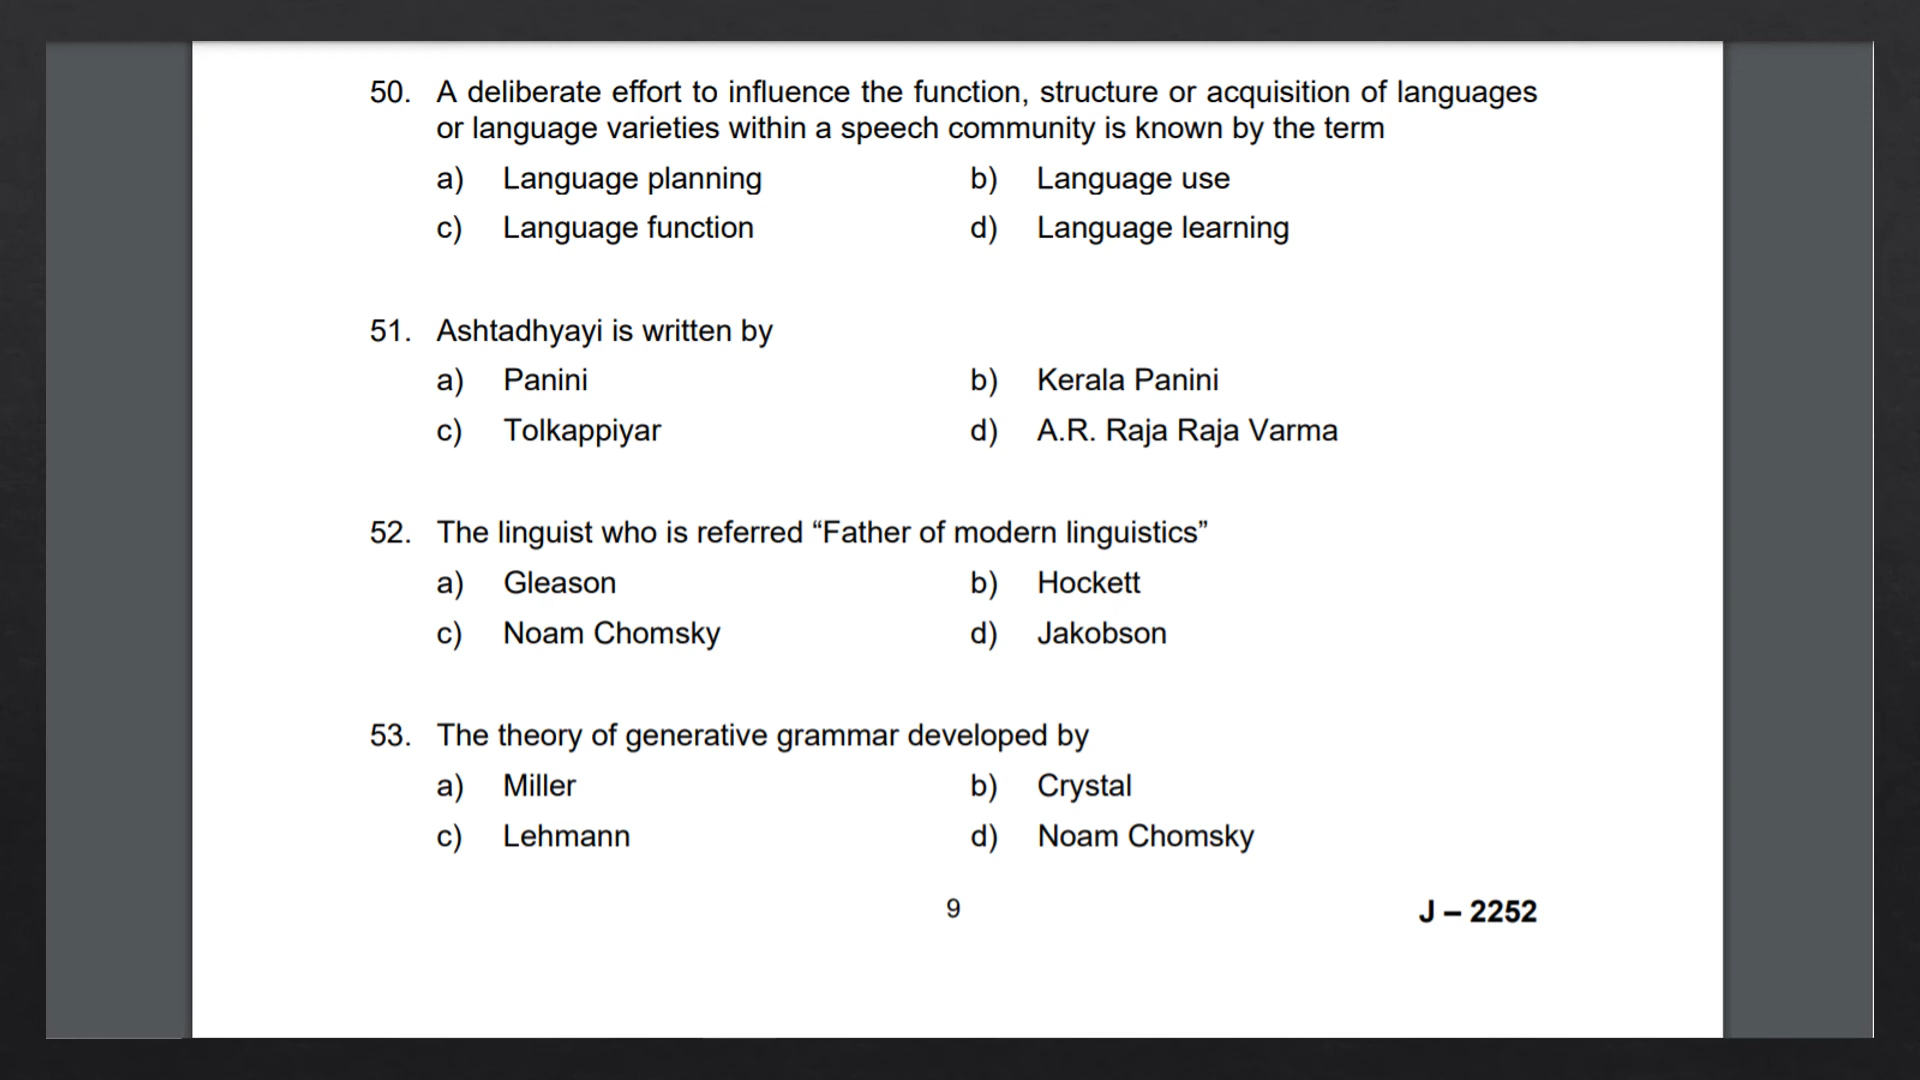 50. A deliberate effort to influence the function, structure or acquisition of languages
or language varieties within a speech community is known by the term
a) Language planning b) Language use
c) Language function d) Language learning
51. Ashtadhyayi is written by
a) Panini b) Kerala Panini
c) Tolkappiyar d) A.R. Raja Raja Varma
52. The linguist who is referred “Father of modern linguistics”
a) Gleason b) Hockett
c) Noam Chomsky d) Jakobson
53. The theory of generative grammar developed by
a) Miller b) Crystal
c) Lehmann d) Noam Chomsky
9 J – 2252